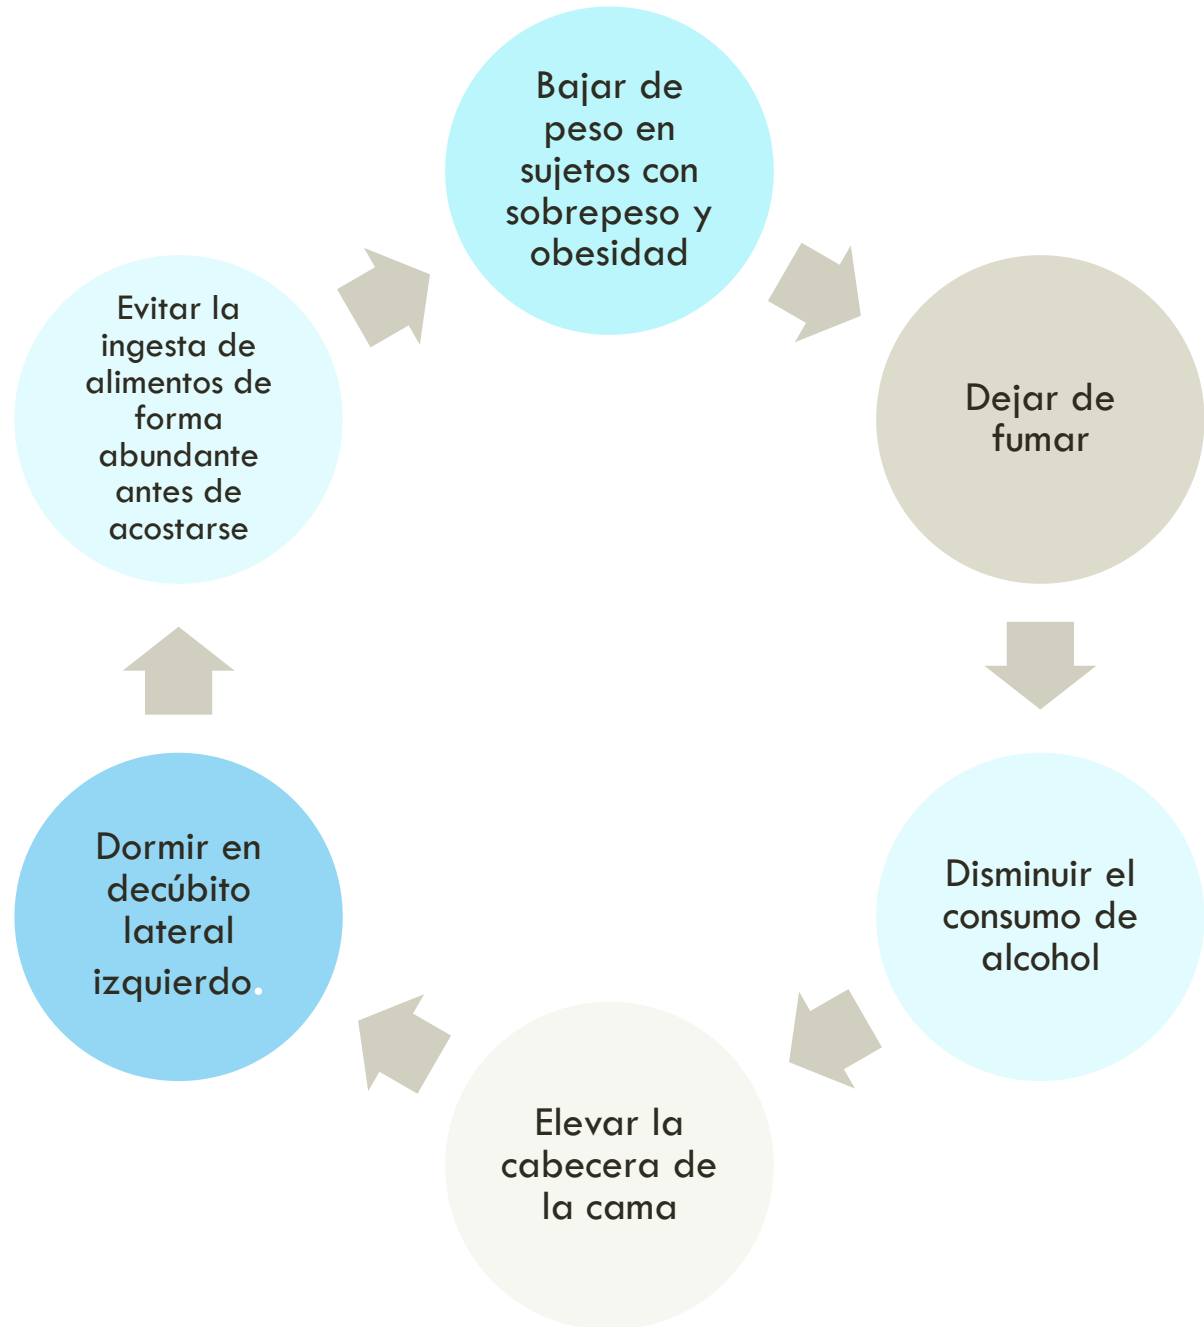 Bajar de
peso en
sujetos con
sobrepeso y
obesidad
Dejar de
fumar
Disminuir el
consumo de
alcohol
Elevar la
cabecera de
la cama
Dormir en
decúbito
lateral
izquierdo.
Evitar la
ingesta de
alimentos de
forma
abundante
antes de
acostarse